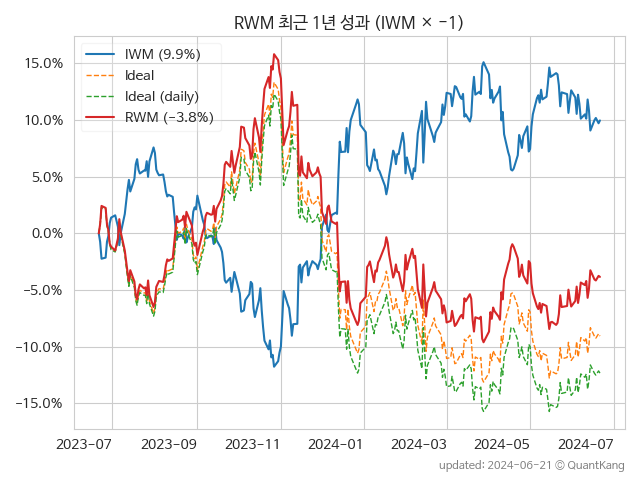 RWM 최근 1년 성과 (IWM × −1)
IWM (9.9%)
Ideal
Ideal (daily)
RWM (−3.8%)
15.0%
10.0%
5.0%
0.0%
−5.0%
−10.0%
−15.0%
2023-07 2023-09 2023-11 2024-01 2024-03 2024-05 2024-07
updated: 2024-06-21 @ QuantKang